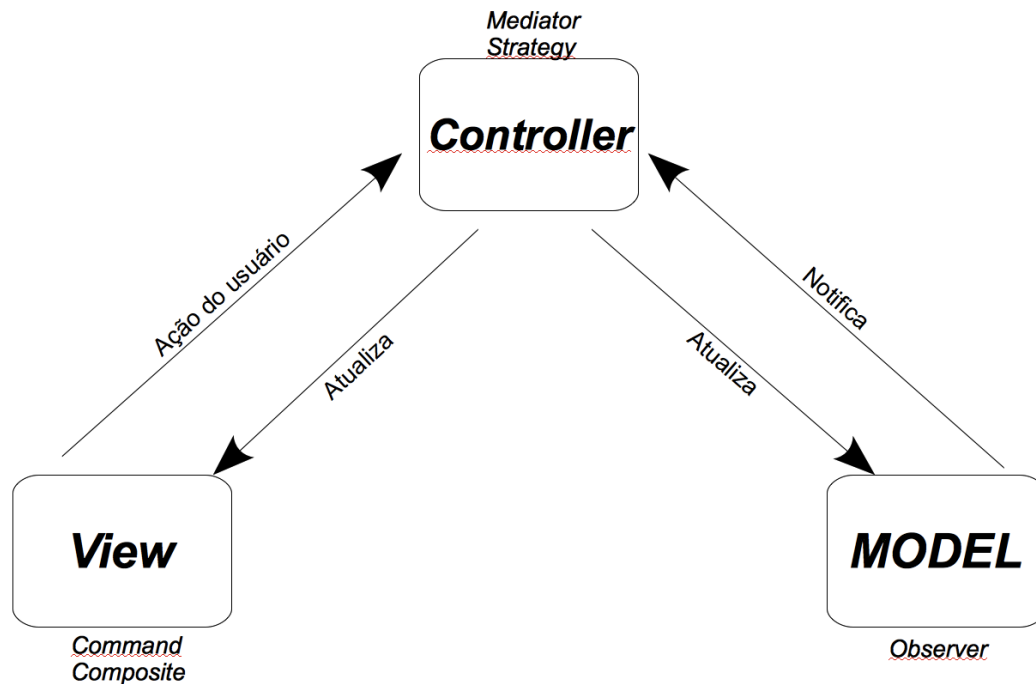 Mediator
Strategy
Controller
Ação do usuário
Atualiza
Atualiza
Notifica
View
MODEL
Command
Composite
Observer